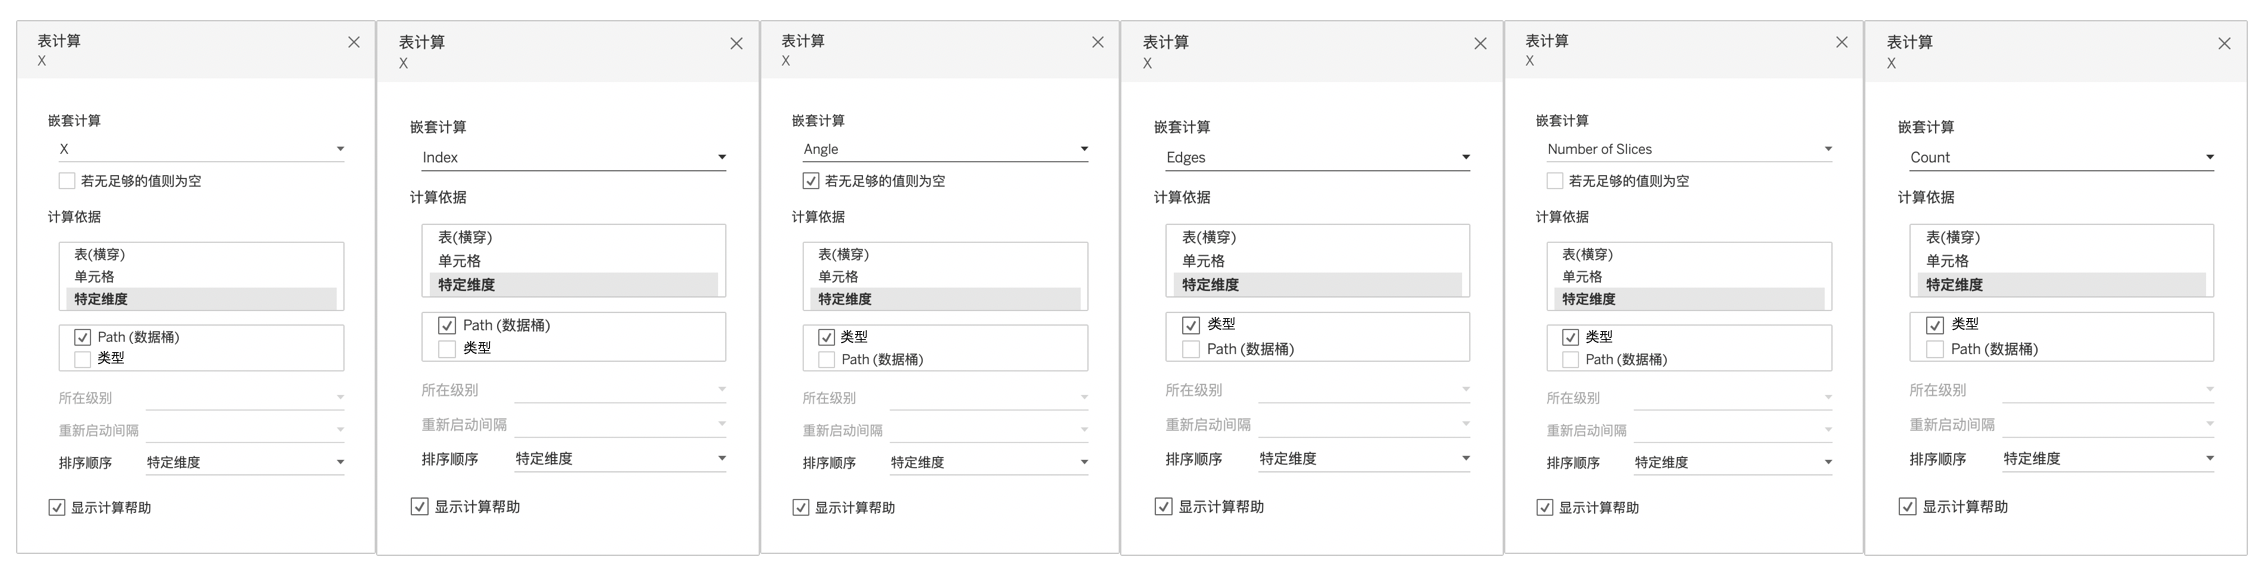 表计算
X
嵌套计算
X
若无足够的值则为空
计算依据
表(横穿)
单元格
特定维度
Path (数据桶)
类型
所在级别
重新启动间隔
排序顺序 特定维度
显示计算帮助
表计算
X
嵌套计算
Index
计算依据
表(横穿)
单元格
特定维度
Path (数据桶)
类型
所在级别
重新启动间隔
排序顺序 特定维度
显示计算帮助
表计算
X
嵌套计算
Angle
若无足够的值则为空
计算依据
表(横穿)
单元格
特定维度
类型
Path (数据桶)
所在级别
重新启动间隔
排序顺序 特定维度
显示计算帮助
表计算
X
嵌套计算
Edges
计算依据
表(横穿)
单元格
特定维度
类型
Path (数据桶)
所在级别
重新启动间隔
排序顺序 特定维度
显示计算帮助
表计算
X
嵌套计算
Number of Slices
若无足够的值则为空
计算依据
表(横穿)
单元格
特定维度
类型
Path (数据桶)
所在级别
重新启动间隔
排序顺序 特定维度
显示计算帮助
表计算
X
嵌套计算
Count
计算依据
表(横穿)
单元格
特定维度
类型
Path (数据桶)
所在级别
重新启动间隔
排序顺序 特定维度
显示计算帮助